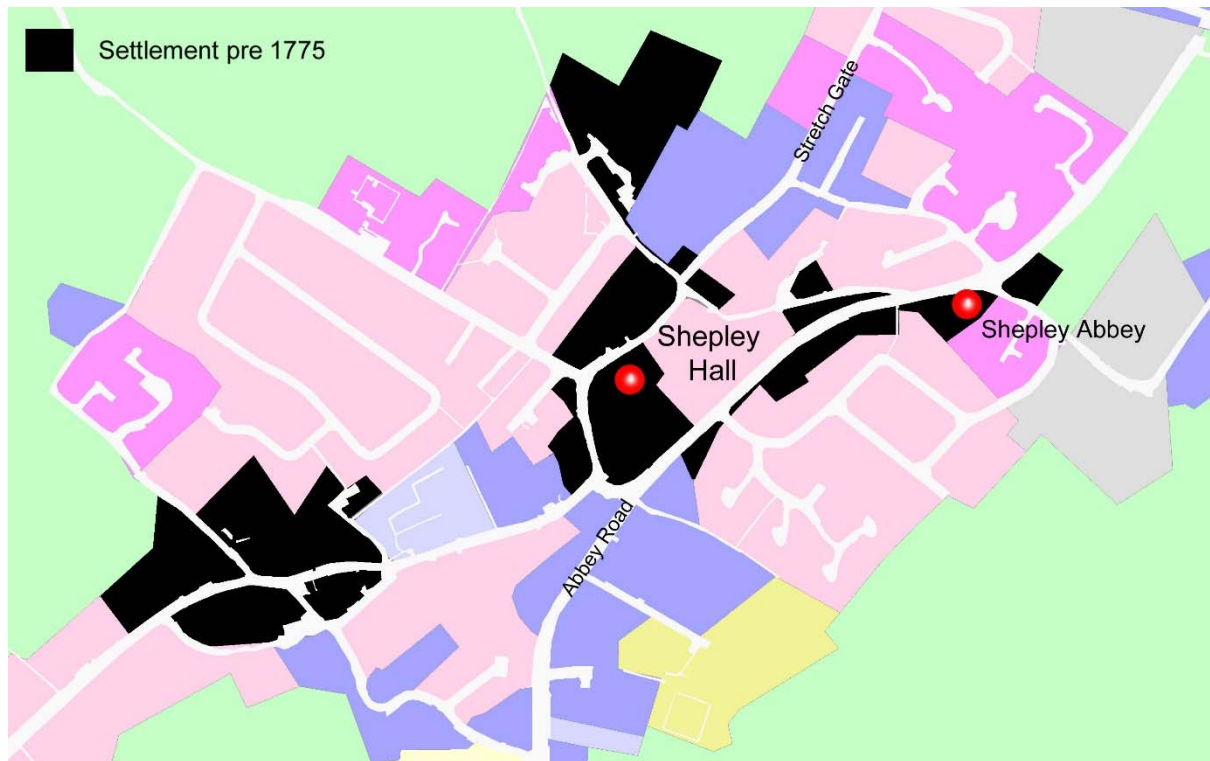 Settlement pre 1775
Stretch Gate
Shepley
Hall
Shepley Abbey
Abbey Road